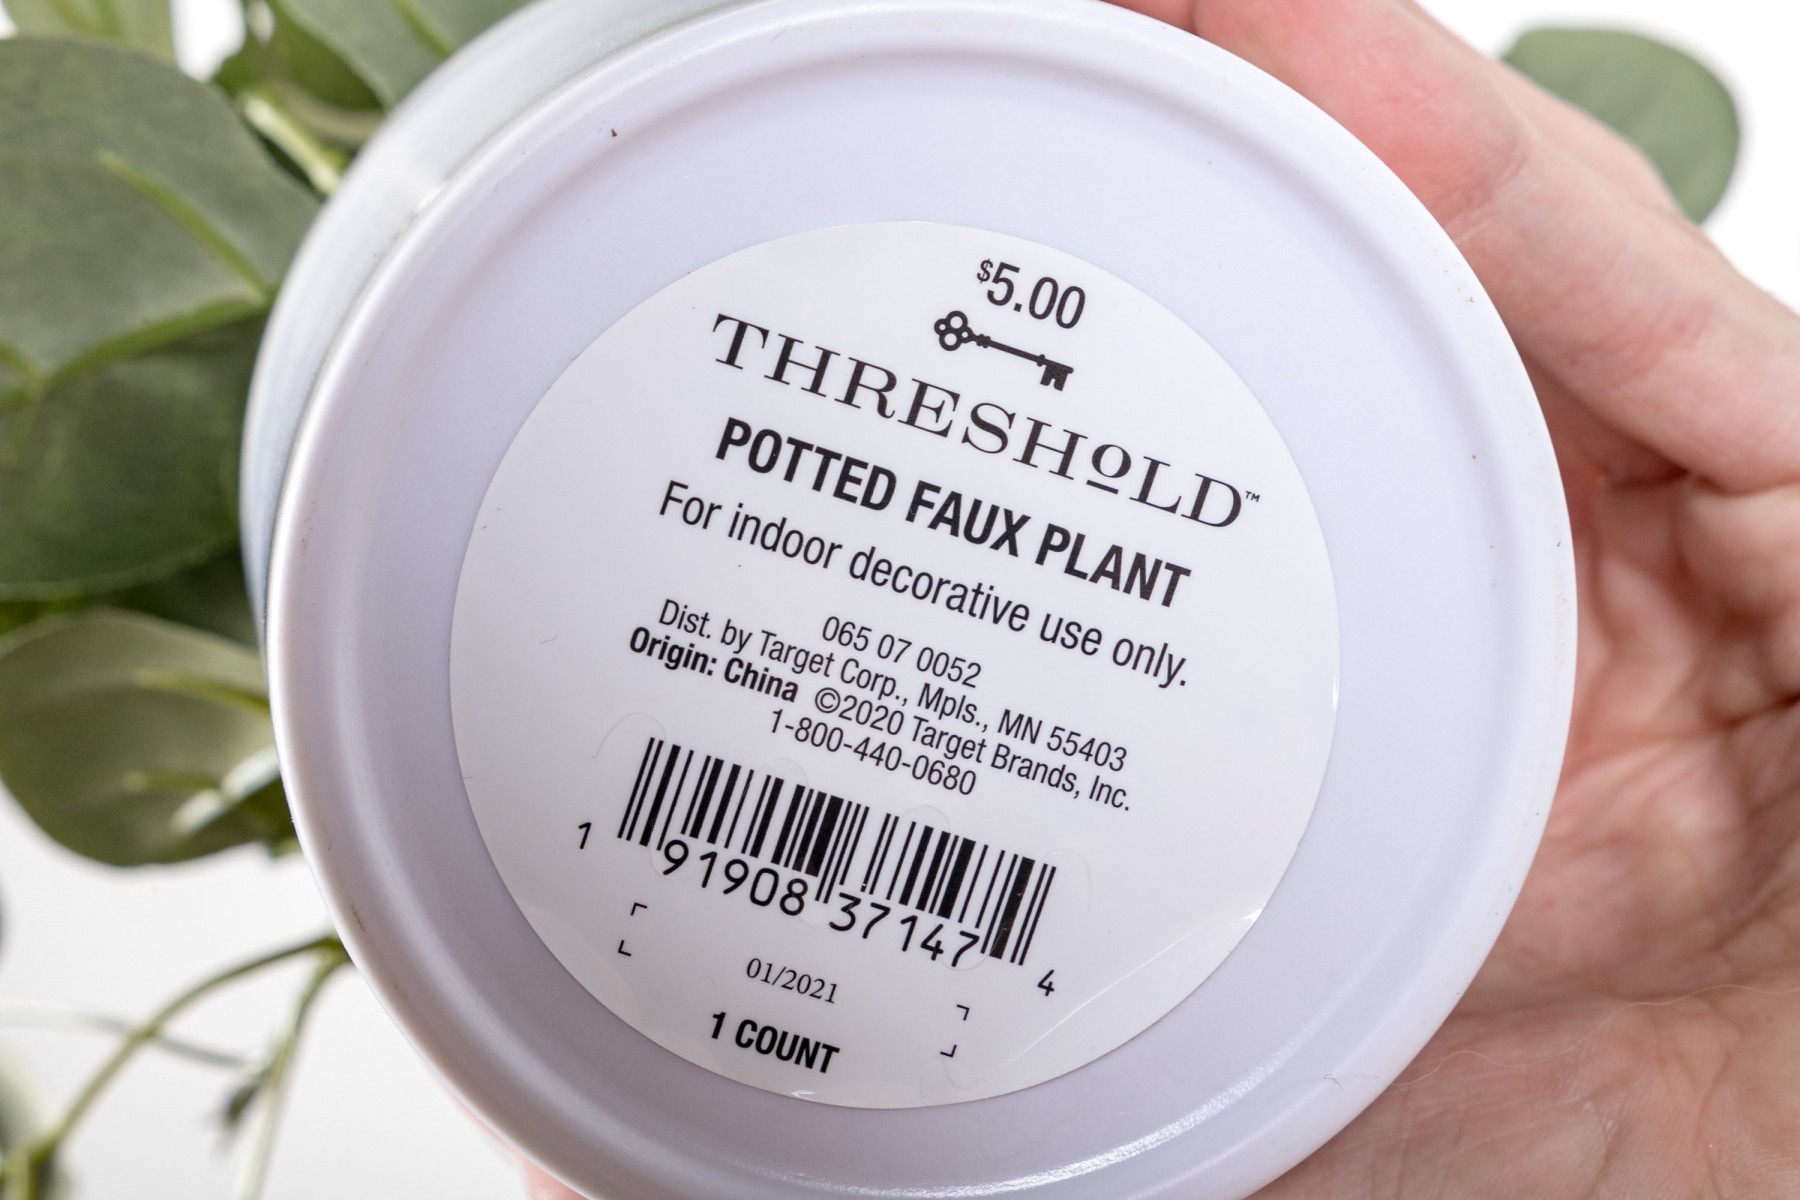 $5.00
THRESHOLD™
POTTED FAUX PLANT
For indoor decorative use only.
065 07 0052
Dist. by Target Corp., Mpls., MN 55403
Origin: China ©2020 Target Brands, Inc.
1-800-440-0680
1 91908 37147 4
01/2021
1 COUNT